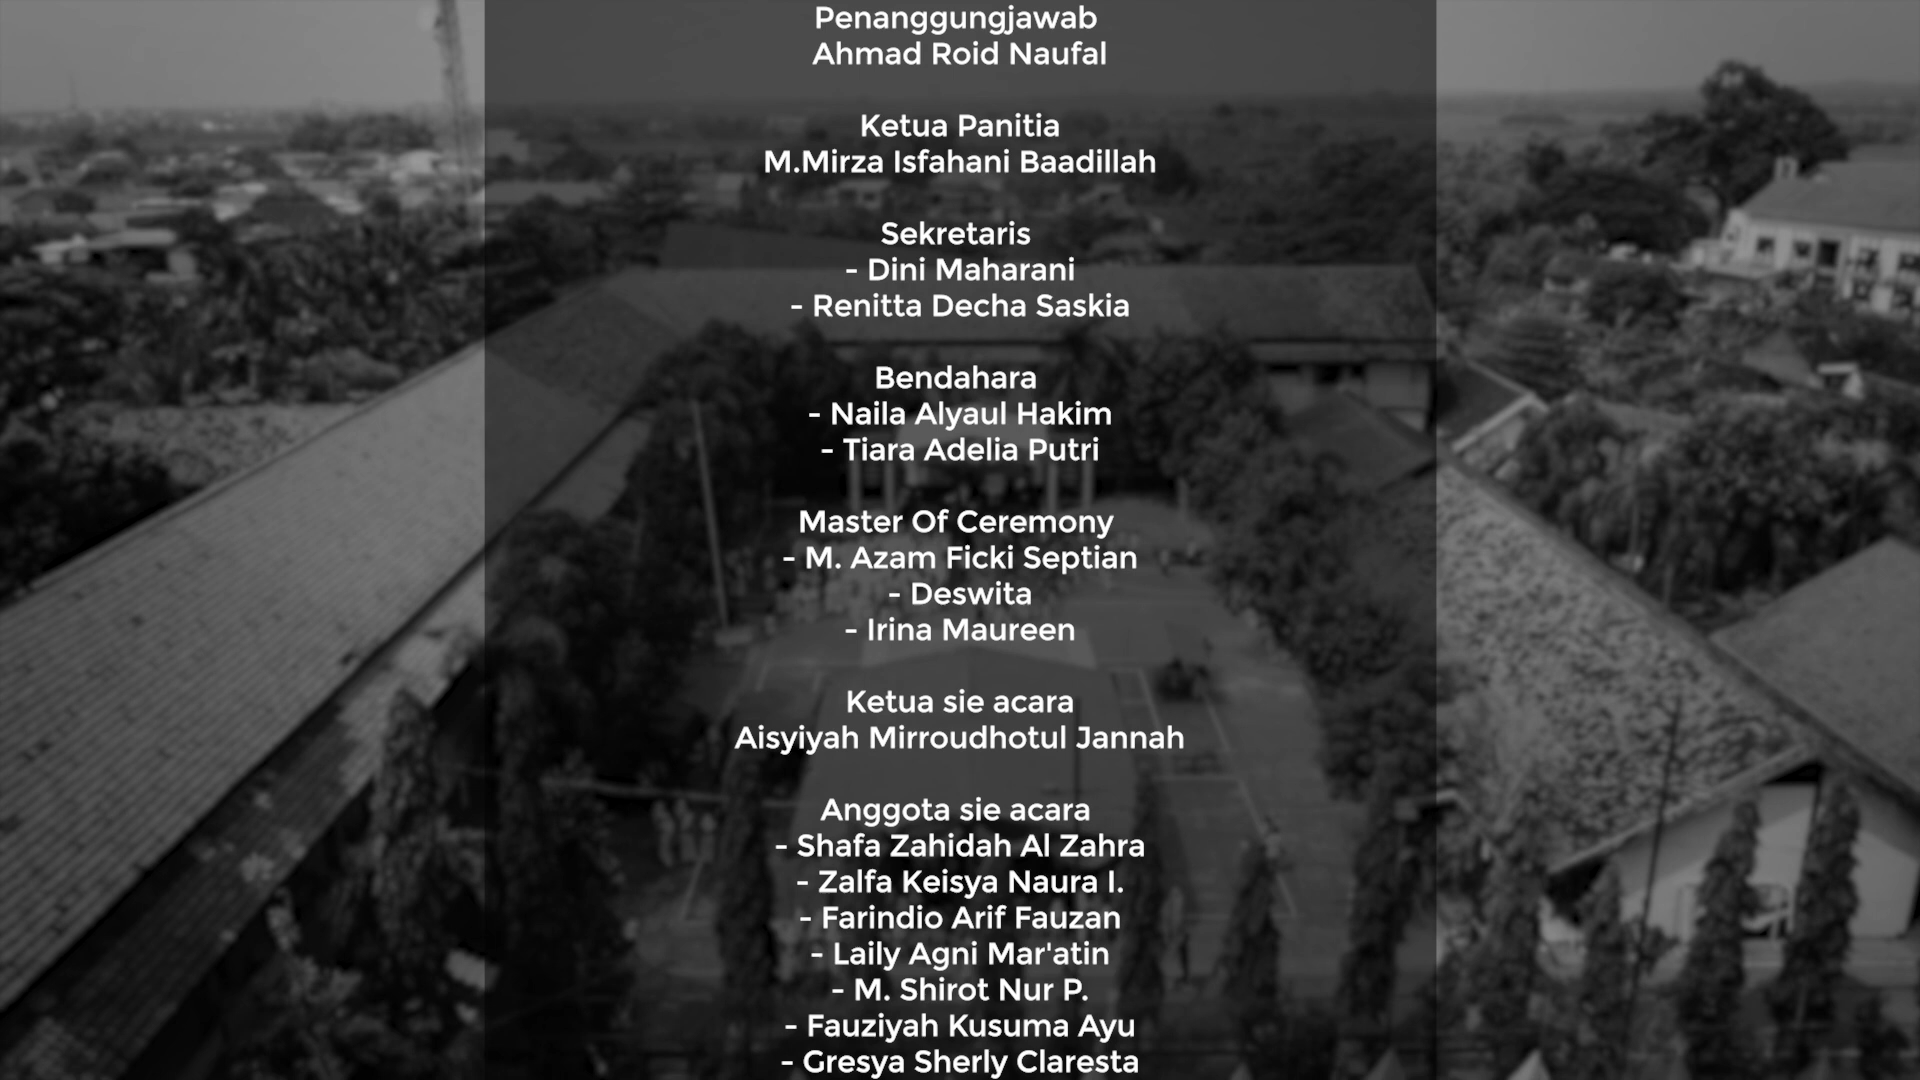 Penanggungjawab
Ahmad Roid Naufal
Ketua Panitia
M.Mirza Isfahani Baadillah
Sekretaris
- Dini Maharani
- Renitta Decha Saskia
Bendahara
- Naila Alyaul Hakim
- Tiara Adelia Putri
Master Of Ceremony
- M. Azam Ficki Septian
- Deswita
- Irina Maureen
Ketua sie acara
Aisyiyah Mirroudhotul Jannah
Anggota sie acara
- Shafa Zahidah Al Zahra
- Zalfa Keisya Naura I.
- Farindio Arif Fauzan
- Laily Agni Mar'atin
- M. Shirot Nur P.
- Fauziyah Kusuma Ayu
- Gresya Sherly Claresta